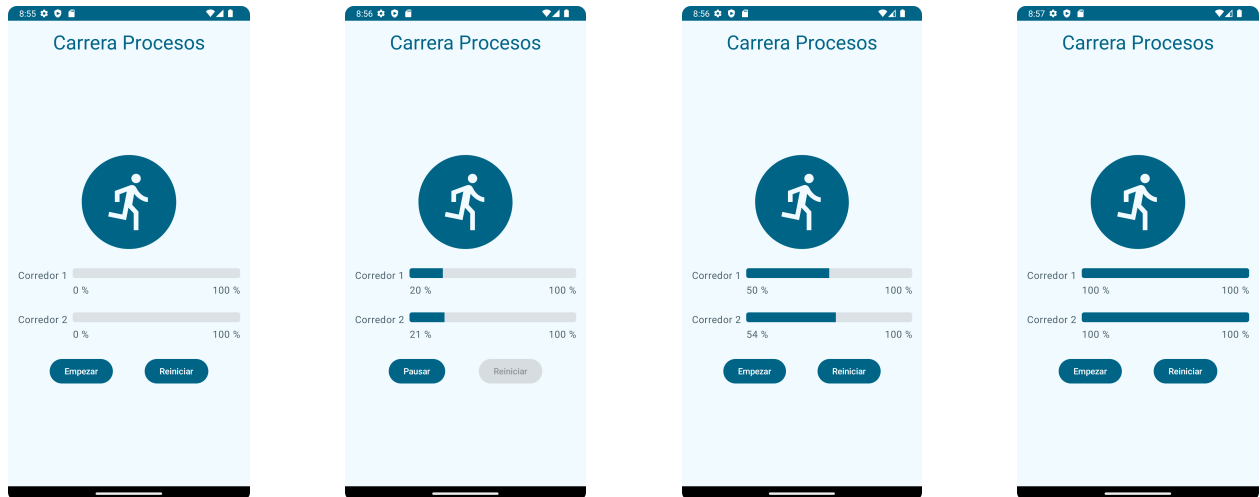 8:55
Carrera Procesos
Corredor 1
0 % 100 %
Corredor 2
0 % 100 %
Empezar Reiniciar
8:56
Carrera Procesos
Corredor 1
20 % 100 %
Corredor 2
21 % 100 %
Pausar Reiniciar
8:56
Carrera Procesos
Corredor 1
50 % 100 %
Corredor 2
54 % 100 %
Empezar Reiniciar
8:57
Carrera Procesos
Corredor 1
100 % 100 %
Corredor 2
100 % 100 %
Empezar Reiniciar